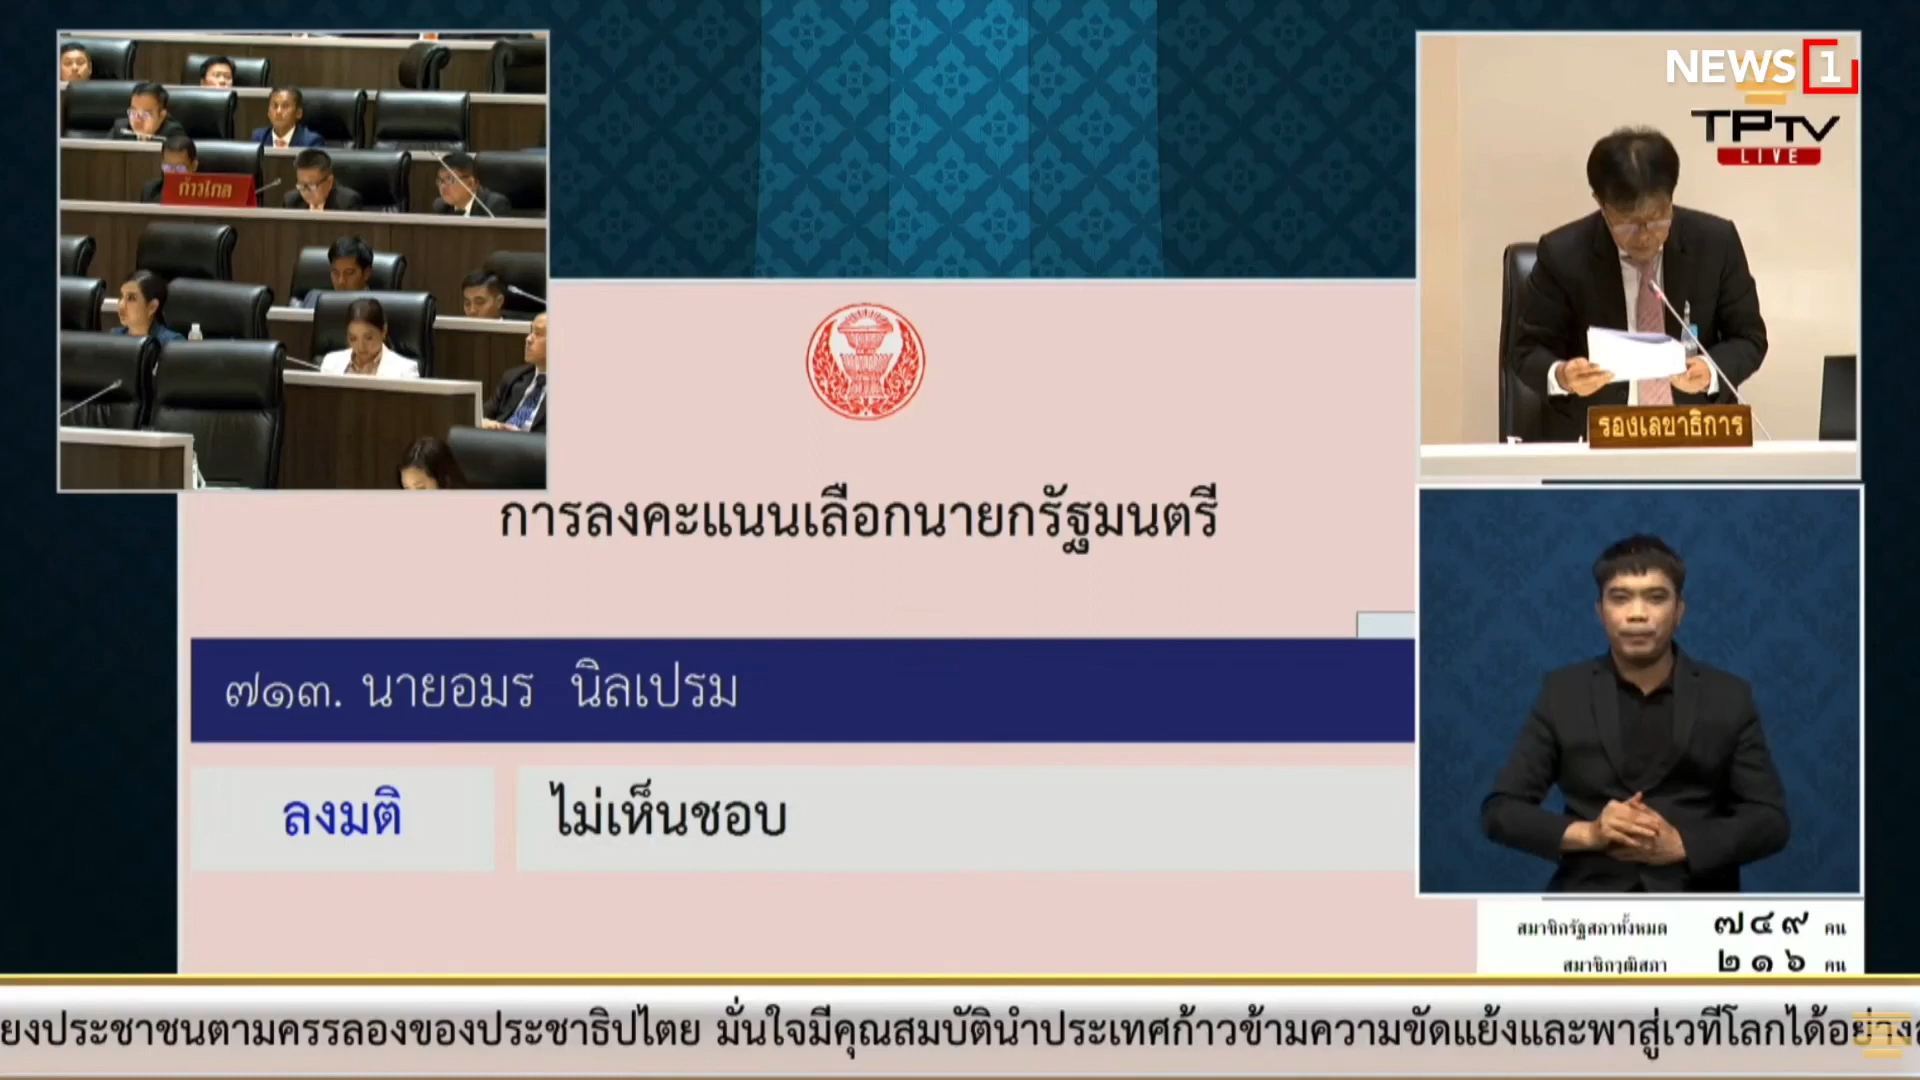 NEWS 1
TPTV
LIVE
ก้าวไกล
รองเลขาธิการ
การลงคะแนนเลือกนายกรัฐมนตรี
๗๑๓. นายอมร นิลเปรม
ลงมติ
ไม่เห็นชอบ
สมาชิกรัฐสภาทั้งหมด ๗๔๙ คน
สมาชิกวุฒิสภา ๒๑๖ คน
ยงประชาชนตามครรลองของประชาธิปไตย มั่นใจมีคุณสมบัตินำประเทศก้าวข้ามความขัดแย้งและพาสู่เวทีโลกได้อย่าง